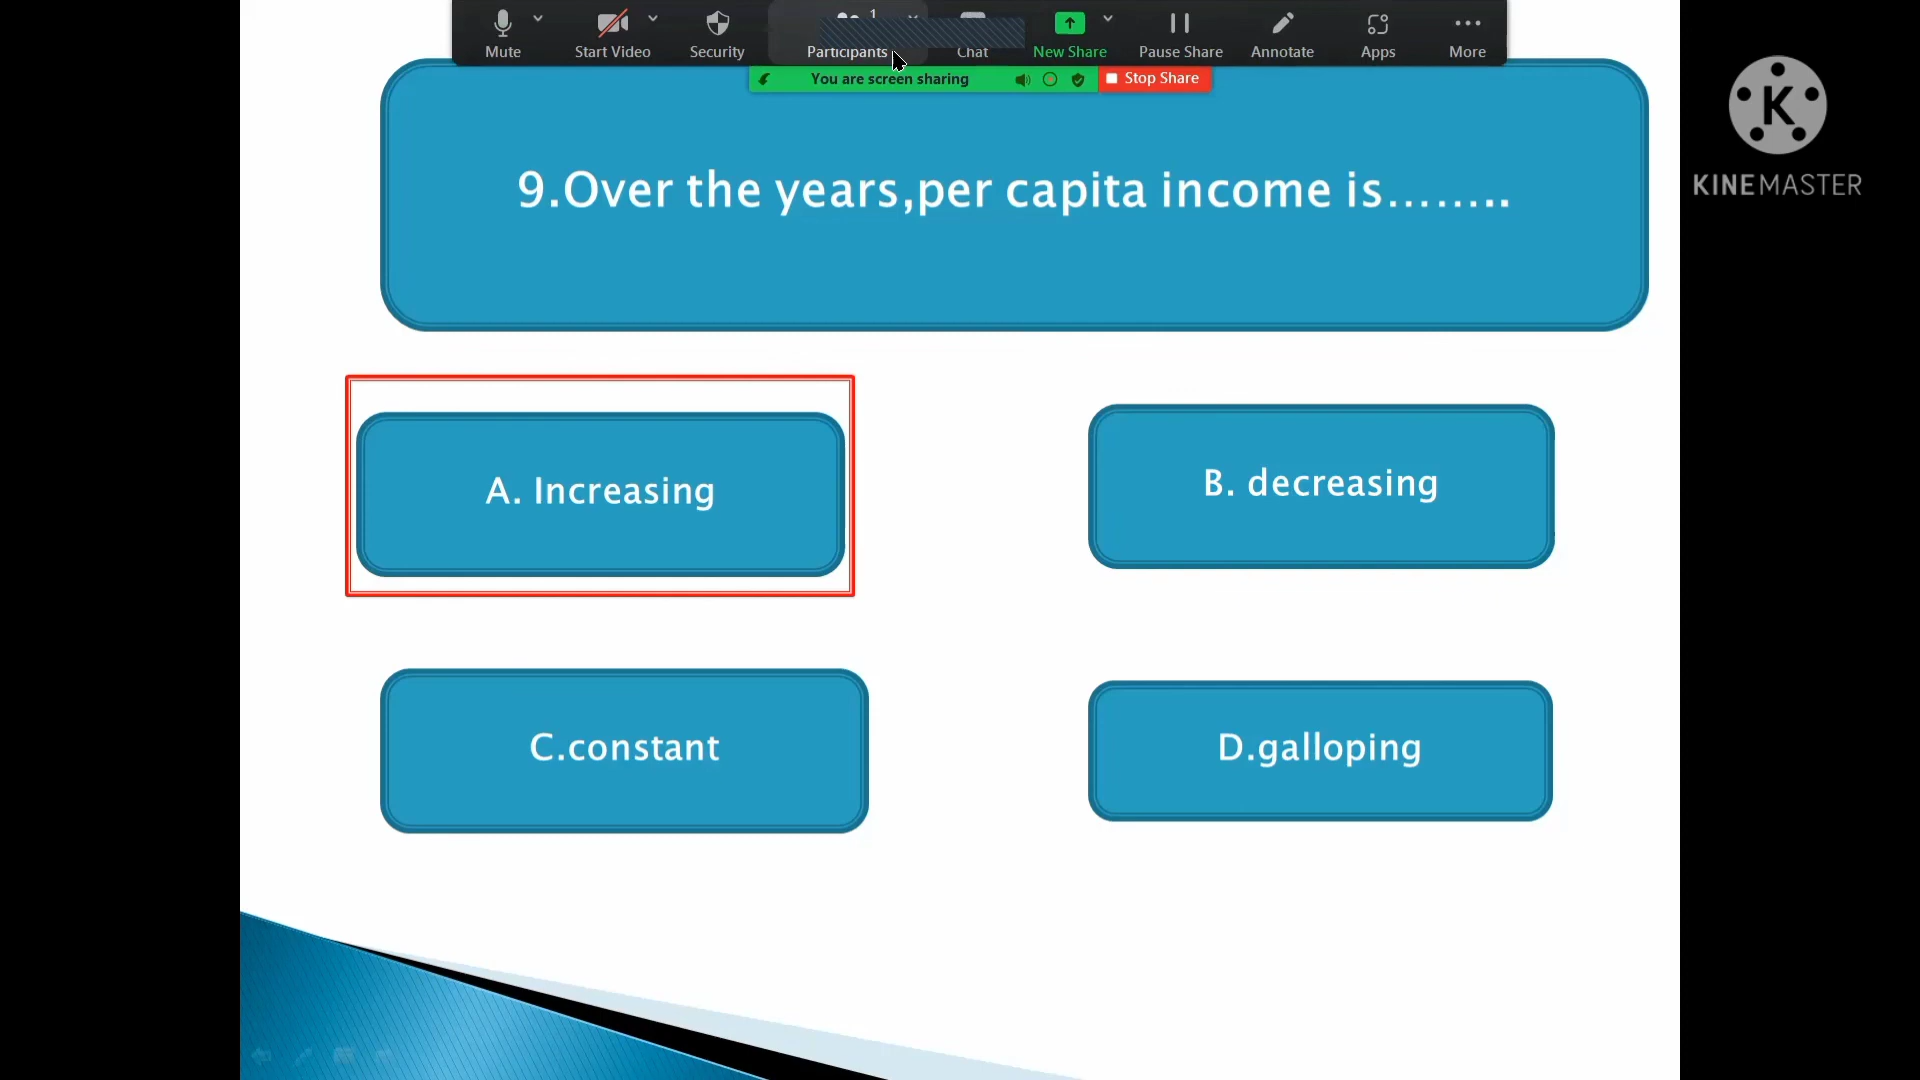 1
Mute
Start Video
Security
Participants
Chat
New Share
Pause Share
Annotate
Apps
More
You are screen sharing
Stop Share
K
KINEMASTER
9.Over the years,per capita income is........
A. Increasing
B. decreasing
C.constant
D.galloping